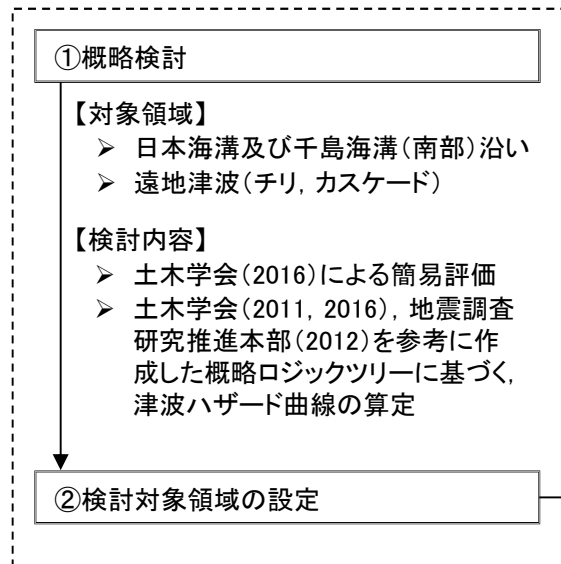 ①概略検討
【対象領域】
➢ 日本海溝及び千島海溝(南部)沿い
➢ 遠地津波(チリ,カスケード)
【検討内容】
➢ 土木学会(2016)による簡易評価
➢ 土木学会(2011, 2016),地震調査
研究推進本部(2012)を参考に作
成した概略ロジックツリーに基づく,
津波ハザード曲線の算定
②検討対象領域の設定